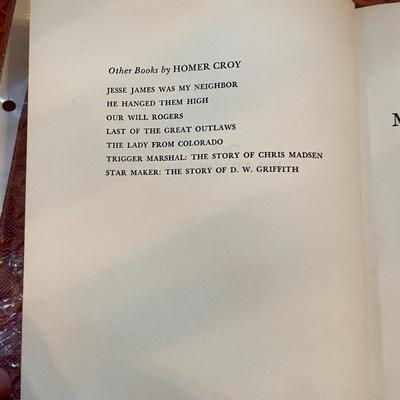 Other Books by HOMER CROY
JESSE JAMES WAS MY NEIGHBOR
HE HANGED THEM HIGH
OUR WILL ROGERS
LAST OF THE GREAT OUTLAWS
THE LADY FROM COLORADO
TRIGGER MARSHAL: THE STORY OF CHRIS MADSEN
STAR MAKER: THE STORY OF D. W. GRIFFITH
M